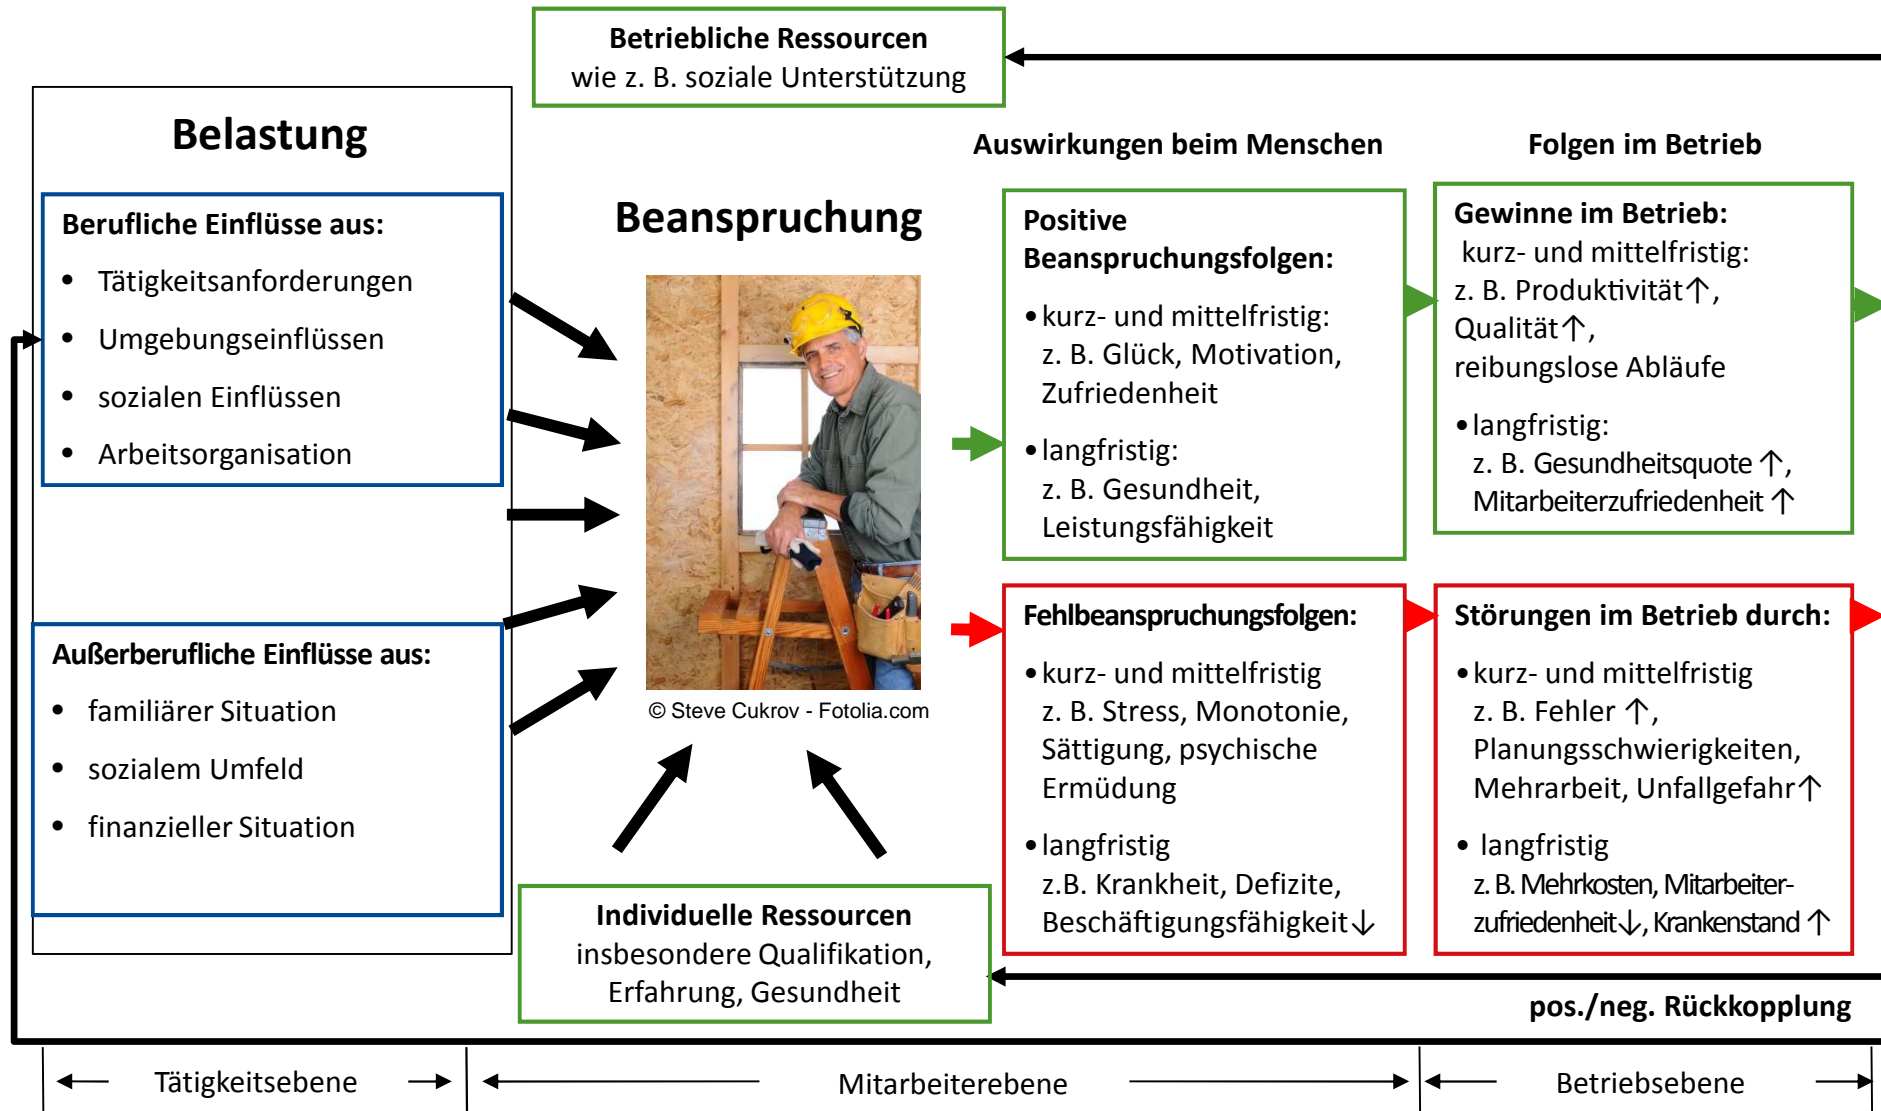 Betriebliche Ressourcen
wie z. B. soziale Unterstützung
Belastung
Berufliche Einflüsse aus:
• Tätigkeitsanforderungen
• Umgebungseinflüssen
• sozialen Einflüssen
• Arbeitsorganisation
Außerberufliche Einflüsse aus:
• familiärer Situation
• sozialem Umfeld
• finanzieller Situation
Beanspruchung
© Steve Cukrov - Fotolia.com
Individuelle Ressourcen
insbesondere Qualifikation,
Erfahrung, Gesundheit
Auswirkungen beim Menschen
Positive
Beanspruchungsfolgen:
• kurz- und mittelfristig:
z. B. Glück, Motivation,
Zufriedenheit
• langfristig:
z. B. Gesundheit,
Leistungsfähigkeit
Fehlbeanspruchungsfolgen:
• kurz- und mittelfristig
z. B. Stress, Monotonie,
Sättigung, psychische
Ermüdung
• langfristig
z.B. Krankheit, Defizite,
Beschäftigungsfähigkeit↓
Folgen im Betrieb
Gewinne im Betrieb:
kurz- und mittelfristig:
z. B. Produktivität↑,
Qualität↑,
reibungslose Abläufe
• langfristig:
z. B. Gesundheitsquote ↑,
Mitarbeiterzufriedenheit ↑
Störungen im Betrieb durch:
• kurz- und mittelfristig
z. B. Fehler ↑,
Planungsschwierigkeiten,
Mehrarbeit, Unfallgefahr↑
• langfristig
z. B. Mehrkosten, Mitarbeiter-
zufriedenheit↓, Krankenstand ↑
pos./neg. Rückkopplung
Tätigkeitsebene
Mitarbeiterebene
Betriebsebene